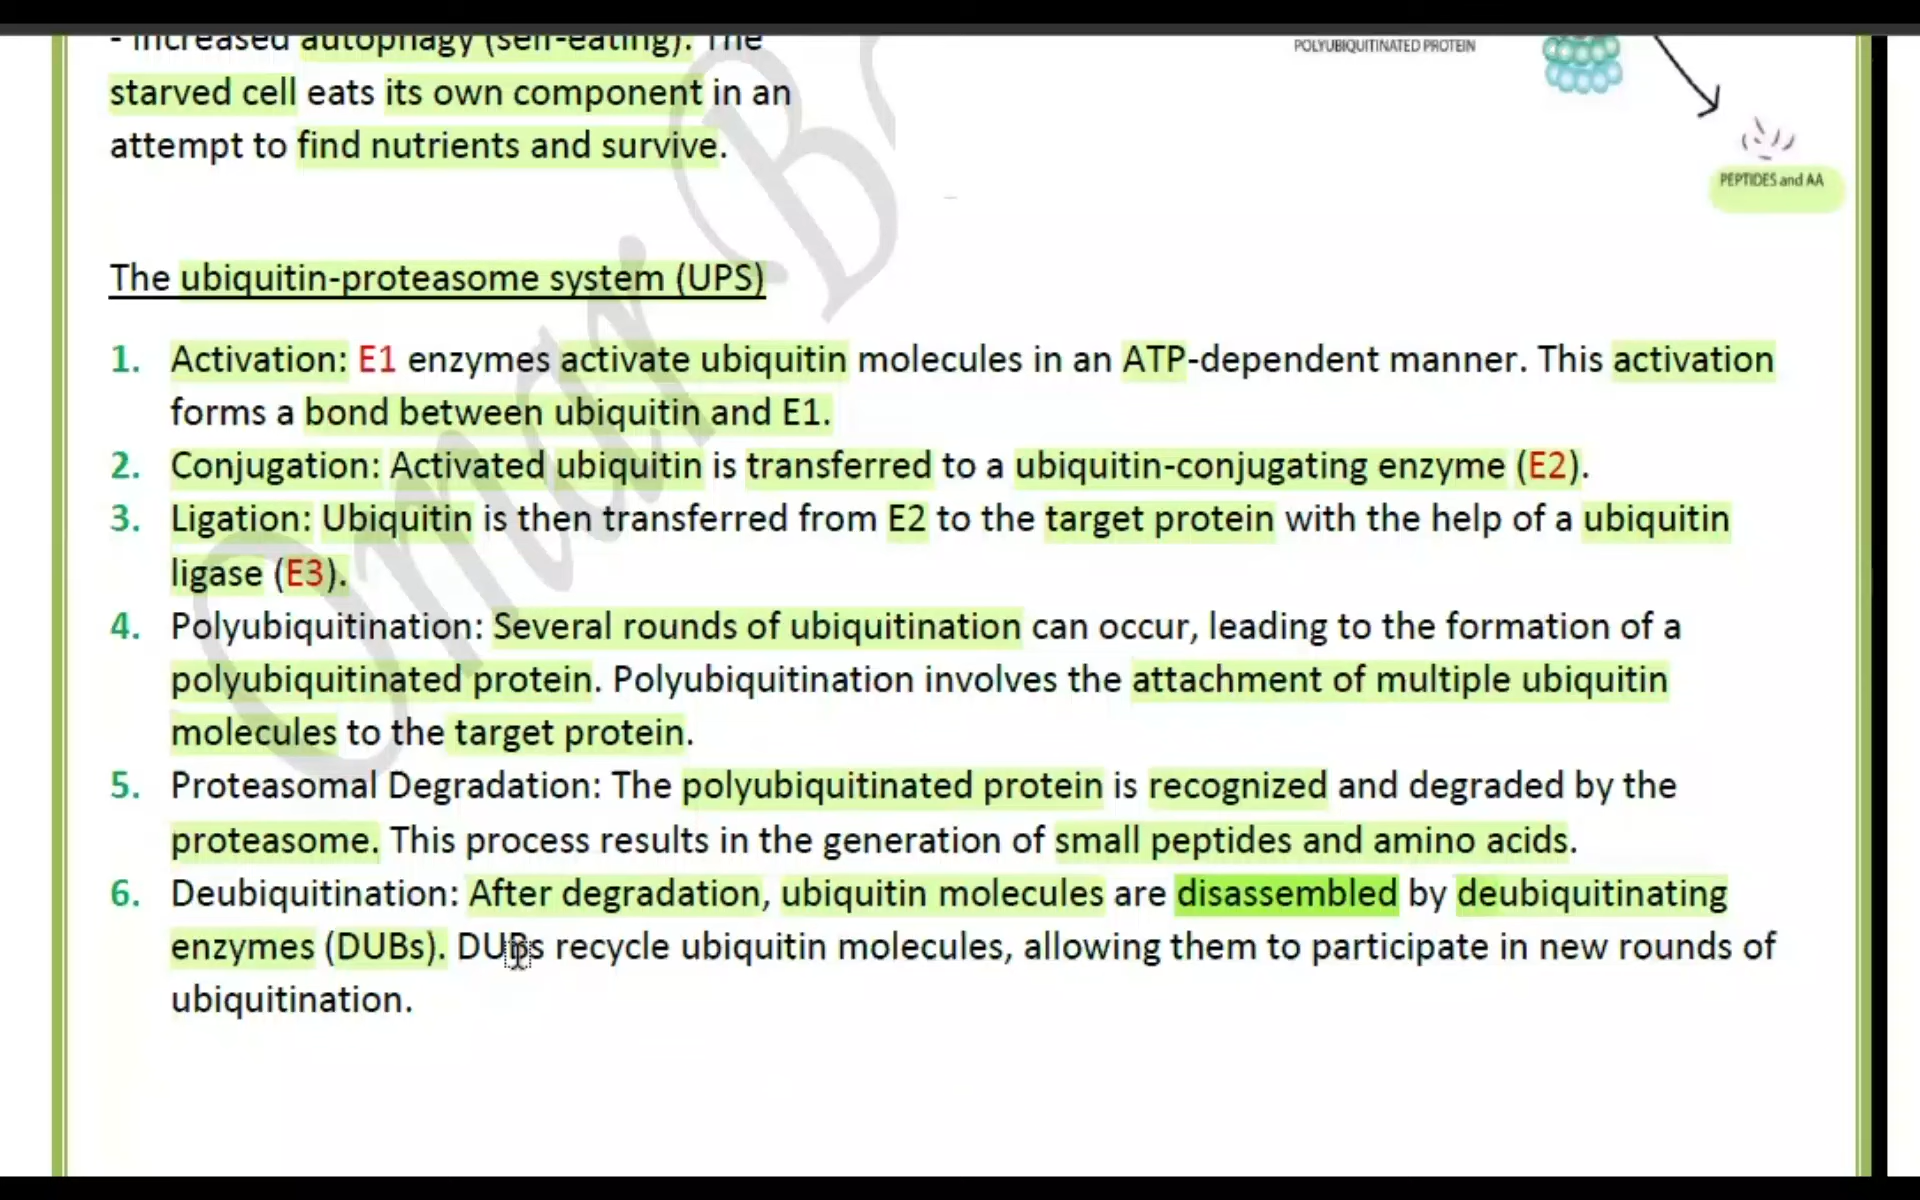 - Increased autophagy (self-eating). The
starved cell eats its own component in an
attempt to find nutrients and survive.
POLYUBIQUITINATED PROTEIN
PEPTIDES and AA
The ubiquitin-proteasome system (UPS)
1. Activation: E1 enzymes activate ubiquitin molecules in an ATP-dependent manner. This activation
forms a bond between ubiquitin and E1.
2. Conjugation: Activated ubiquitin is transferred to a ubiquitin-conjugating enzyme (E2).
3. Ligation: Ubiquitin is then transferred from E2 to the target protein with the help of a ubiquitin
ligase (E3).
4. Polyubiquitination: Several rounds of ubiquitination can occur, leading to the formation of a
polyubiquitinated protein. Polyubiquitination involves the attachment of multiple ubiquitin
molecules to the target protein.
5. Proteasomal Degradation: The polyubiquitinated protein is recognized and degraded by the
proteasome. This process results in the generation of small peptides and amino acids.
6. Deubiquitination: After degradation, ubiquitin molecules are disassembled by deubiquitinating
enzymes (DUBs). DUBs recycle ubiquitin molecules, allowing them to participate in new rounds of
ubiquitination.
Omar B